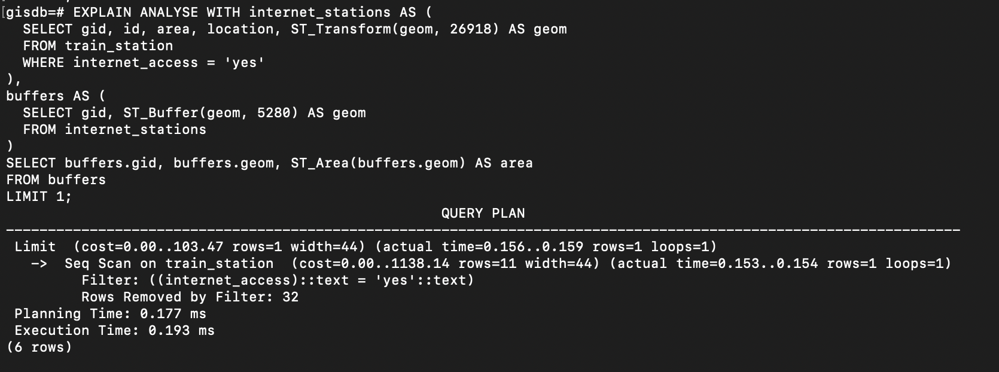 gisdb=# EXPLAIN ANALYSE WITH internet_stations AS (
  SELECT gid, id, area, location, ST_Transform(geom, 26918) AS geom
  FROM train_station
  WHERE internet_access = 'yes'
),
buffers AS (
  SELECT gid, ST_Buffer(geom, 5280) AS geom
  FROM internet_stations
)
SELECT buffers.gid, buffers.geom, ST_Area(buffers.geom) AS area
FROM buffers
LIMIT 1;
QUERY PLAN
------------------------------------------------------------------------------------------------------------------
 Limit  (cost=0.00..103.47 rows=1 width=44) (actual time=0.156..0.159 rows=1 loops=1)
   ->  Seq Scan on train_station  (cost=0.00..1138.14 rows=11 width=44) (actual time=0.153..0.154 rows=1 loops=1)
         Filter: ((internet_access)::text = 'yes'::text)
         Rows Removed by Filter: 32
 Planning Time: 0.177 ms
 Execution Time: 0.193 ms
(6 rows)